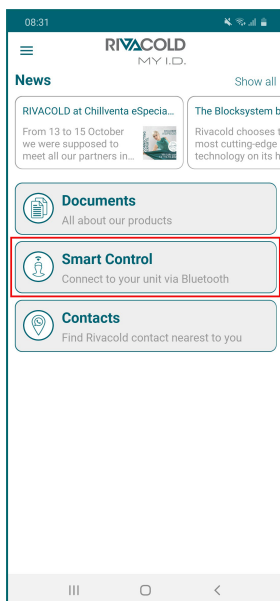 08:31
RIVACOLD
MY I.D.
News
Show all
RIVACOLD at Chillventa eSpecia...
From 13 to 15 October
we were supposed to
meet all our partners in...
The Blocksystem b
Rivacold chooses t
most cutting-edge
technology on its h
Documents
All about our products
Smart Control
Connect to your unit via Bluetooth
Contacts
Find Rivacold contact nearest to you